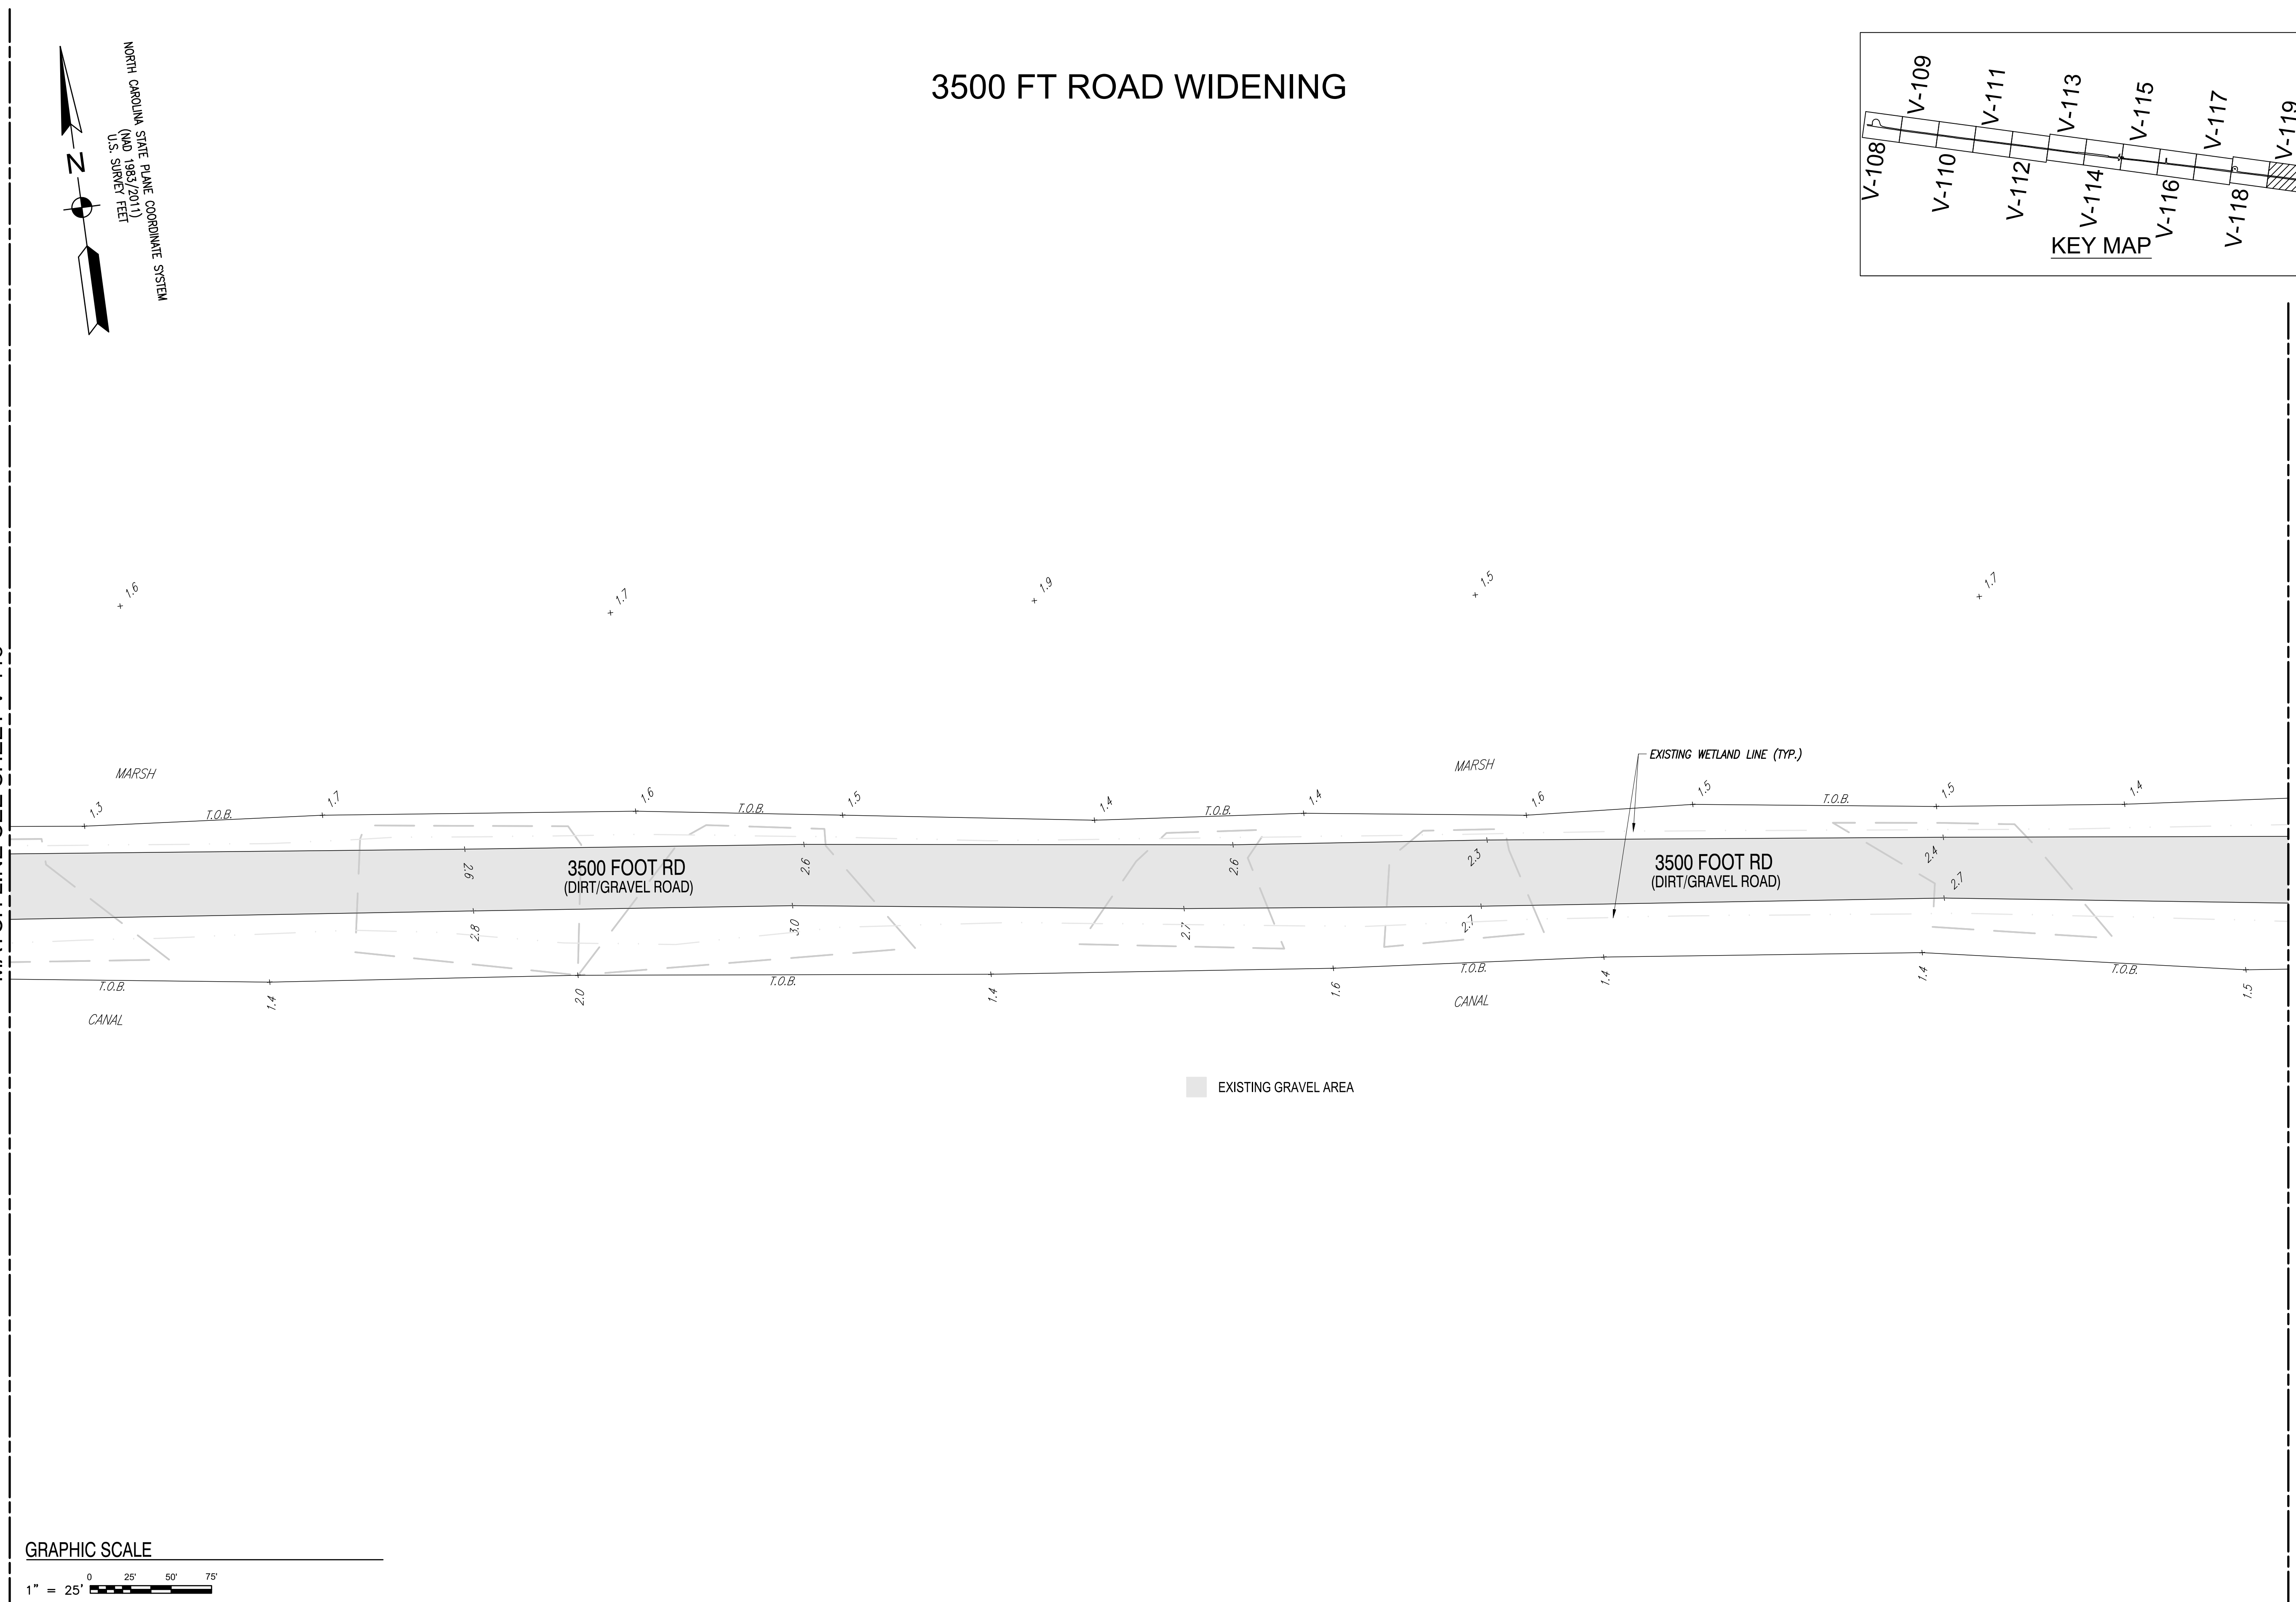 3500 FT ROAD WIDENING
NORTH CAROLINA STATE PLANE COORDINATE SYSTEM
(NAD 1983/2011)
U.S. SURVEY FEET
N
V-109
V-111
V-113
V-115
V-117
V-119
V-108
V-110
V-112
V-114
V-116
V-118
KEY MAP
1.6
1.7
1.9
1.5
1.7
MARSH
MARSH
EXISTING WETLAND LINE (TYP.)
1.3
T.O.B.
1.7
1.6
T.O.B.
1.5
1.4
T.O.B.
1.4
1.6
1.5
T.O.B.
1.5
1.4
2.6
3500 FOOT RD
(DIRT/GRAVEL ROAD)
2.6
2.6
2.3
3500 FOOT RD
(DIRT/GRAVEL ROAD)
2.4
2.7
2.8
3.0
2.7
2.7
T.O.B.
1.4
2.0
T.O.B.
1.4
1.6
T.O.B.
1.4
1.4
T.O.B.
1.5
CANAL
CANAL
EXISTING GRAVEL AREA
GRAPHIC SCALE
0 25' 50' 75'
1" = 25'